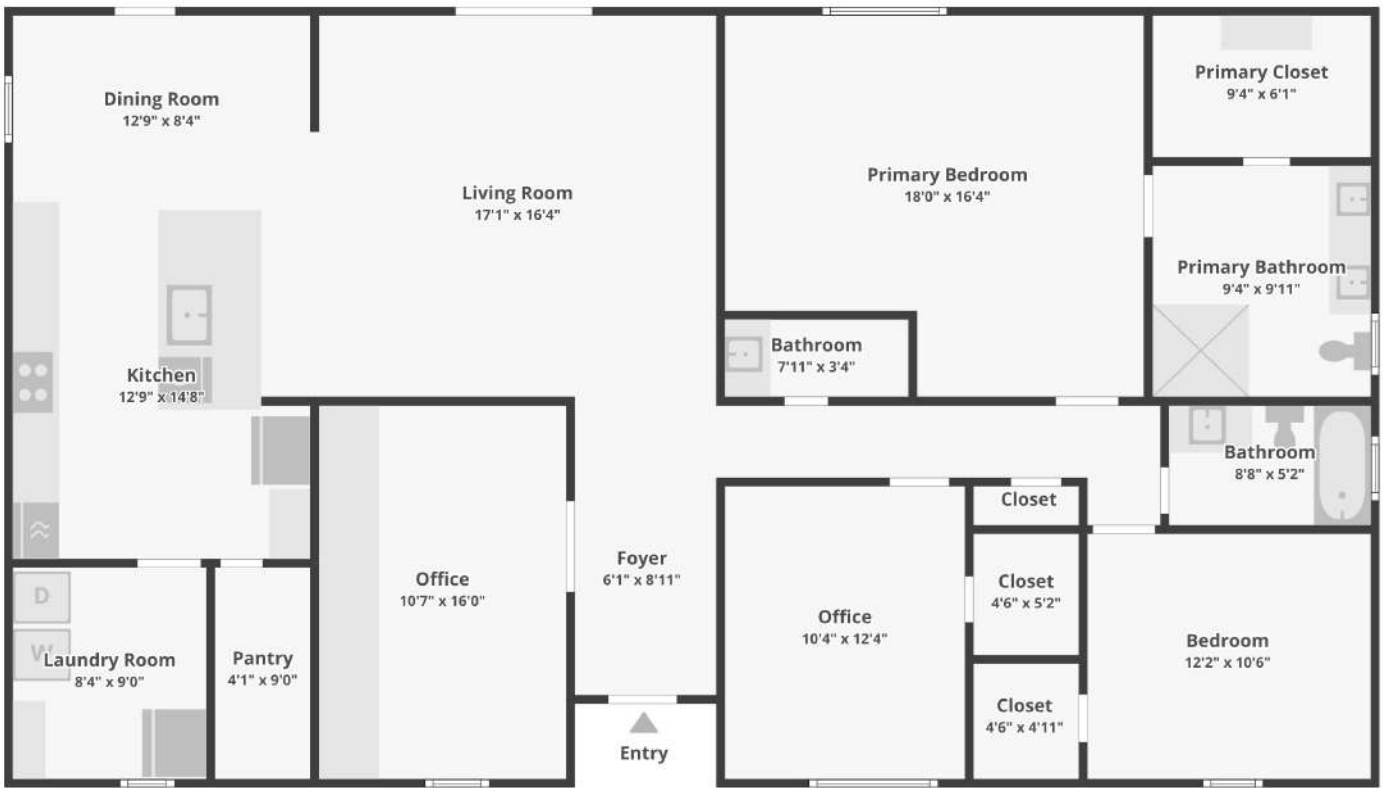 Dining Room
12'9" x 8'4"
Living Room
17'1" x 16'4"
Primary Bedroom
18'0" x 16'4"
Primary Closet
9'4" x 6'1"
Primary Bathroom
9'4" x 9'11"
Kitchen
12'9" x 14'8"
Bathroom
7'11" x 3'4"
Bathroom
8'8" x 5'2"
Closet
Foyer
6'1" x 8'11"
Office
10'7" x 16'0"
Closet
4'6" x 5'2"
D
W
Laundry Room
8'4" x 9'0"
Pantry
4'1" x 9'0"
Office
10'4" x 12'4"
Bedroom
12'2" x 10'6"
Closet
4'6" x 4'11"
Entry